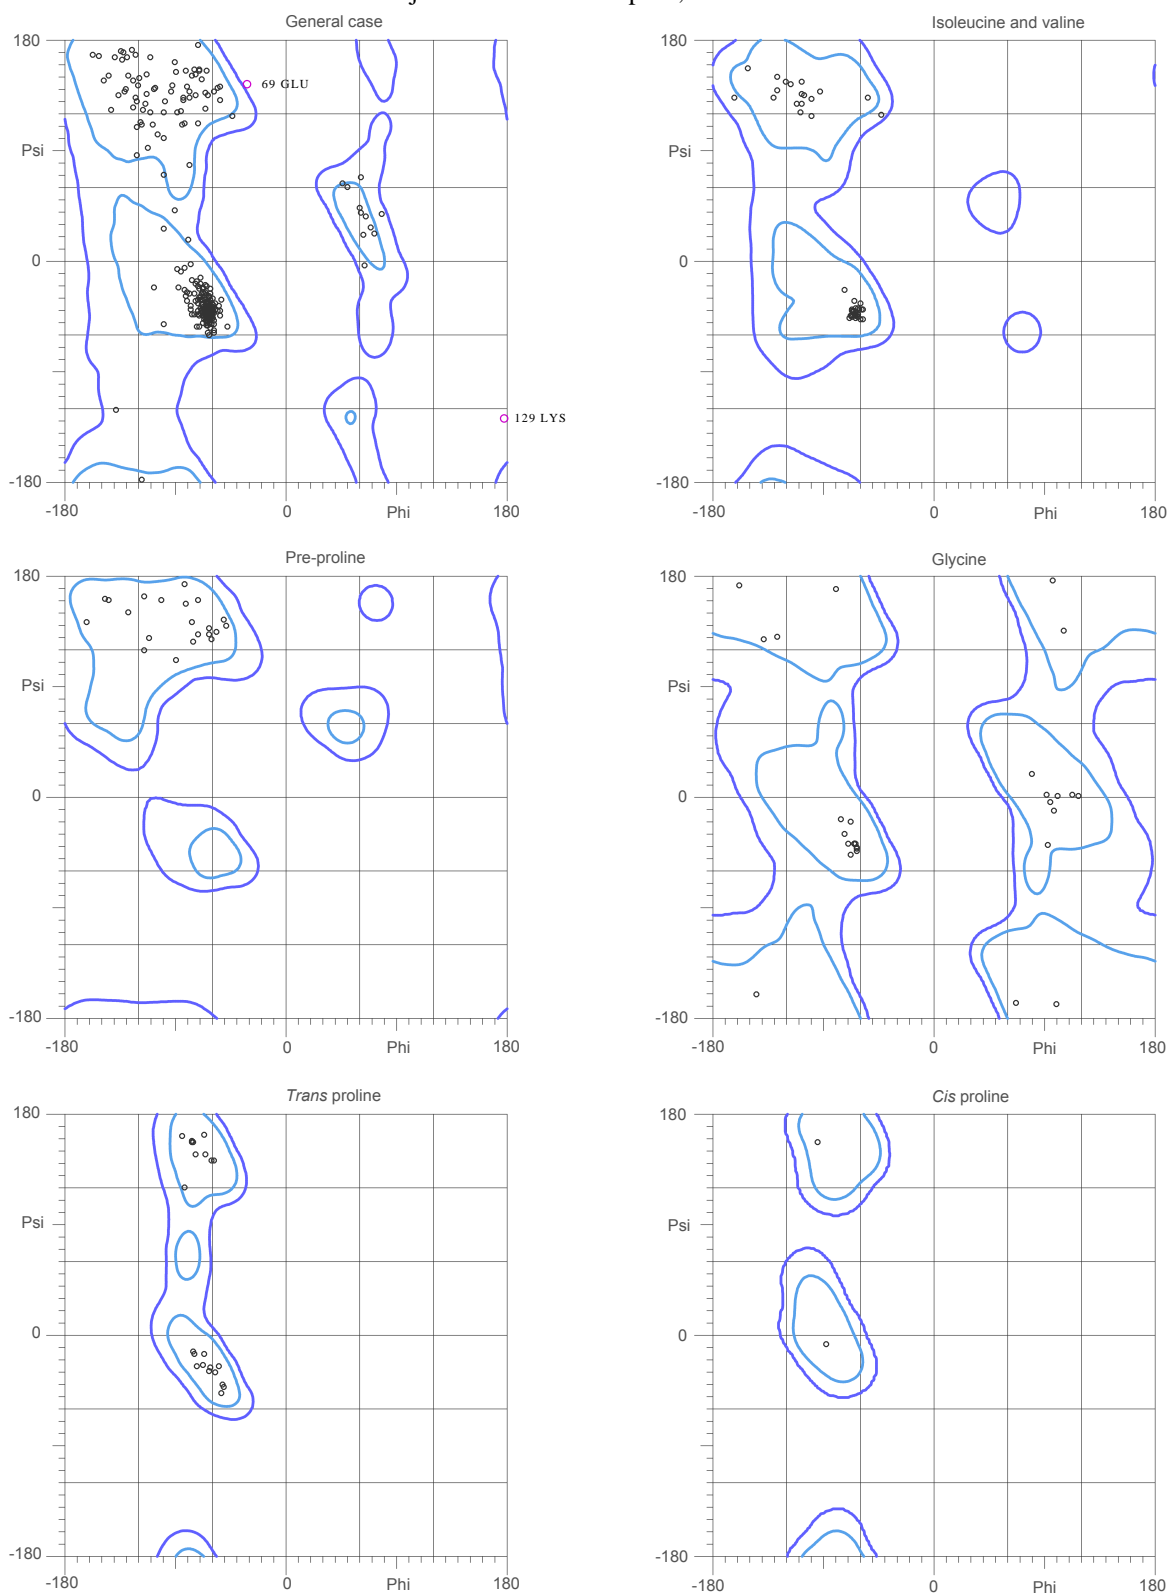 General case
Isoleucine and valine
180
69 GLU
Psi
0
129 LYS
-180
-180
0
Phi
180
180
Psi
0
-180
-180
0
Phi
180
Pre-proline
Glycine
180
Psi
0
-180
-180
0
Phi
180
180
Psi
0
-180
-180
0
Phi
180
Trans proline
Cis proline
180
Psi
0
-180
-180
0
Phi
180
180
Psi
0
-180
-180
0
Phi
180